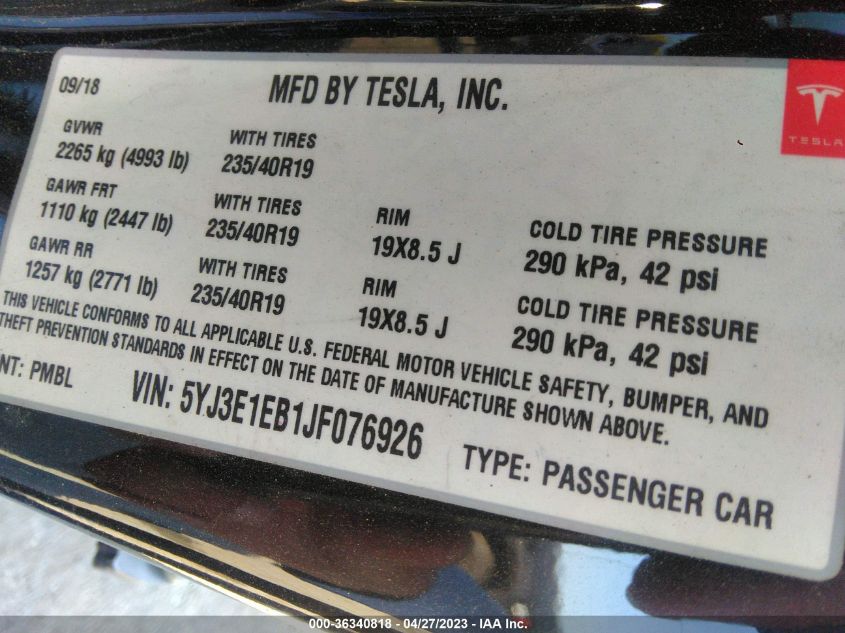 09/18
MFD BY TESLA, INC.
TESLA
GVWR
2265 kg (4993 lb)
WITH TIRES
235/40R19
GAWR FRT
1110 kg (2447 lb)
WITH TIRES
235/40R19
RIM
19X8.5 J
COLD TIRE PRESSURE
290 kPa, 42 psi
GAWR RR
1257 kg (2771 lb)
WITH TIRES
235/40R19
RIM
19X8.5 J
COLD TIRE PRESSURE
290 kPa, 42 psi
THIS VEHICLE CONFORMS TO ALL APPLICABLE U.S. FEDERAL MOTOR VEHICLE SAFETY, BUMPER, AND
THEFT PREVENTION STANDARDS IN EFFECT ON THE DATE OF MANUFACTURE SHOWN ABOVE.
NT: PMBL
VIN: 5YJ3E1EB1JF076926
TYPE: PASSENGER CAR
000-36340818 - 04/27/2023 - IAA Inc.